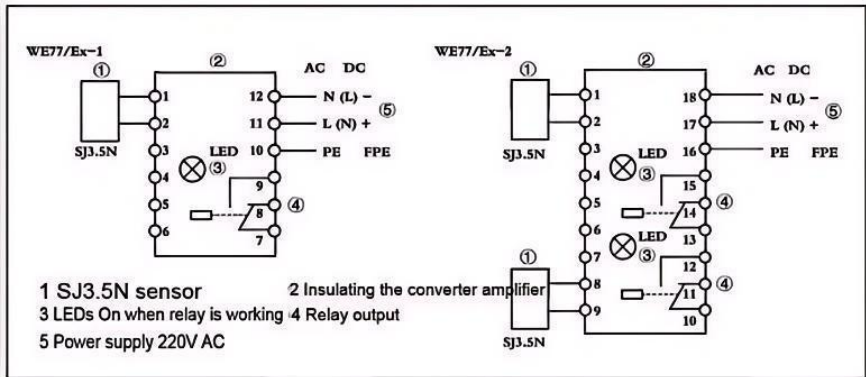 WE77/Ex-1
①
②
AC DC
1
12
N (L) −
2
11
L (N) +
⑤
SJ3.5N
3
LED
10
PE FPE
③
4
9
5
8
④
6
7
WE77/Ex-2
①
②
AC DC
1
18
N (L) −
2
17
L (N) +
⑤
SJ3.5N
3
LED
16
PE FPE
③
4
15
5
14
④
6
13
LED
7
③
12
①
8
11
④
9
10
SJ3.5N
1 SJ3.5N sensor
2 Insulating the converter amplifier
3 LEDs On when relay is working
4 Relay output
5 Power supply 220V AC